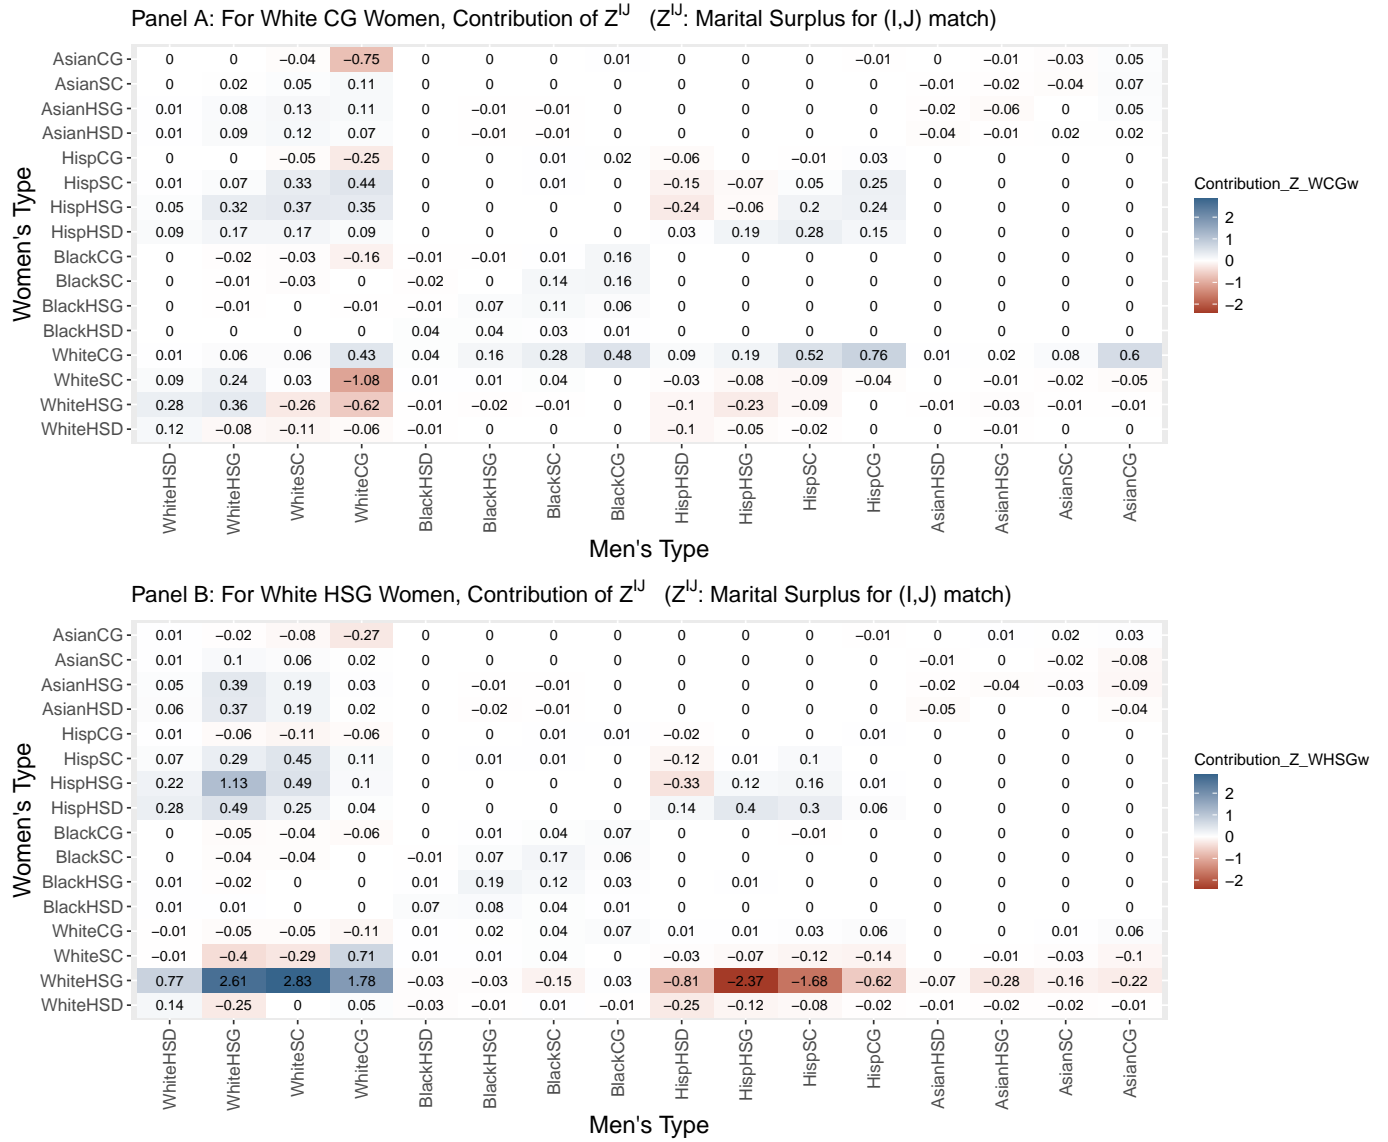 Panel A: For White CG Women, Contribution of Z^IJ (Z^IJ: Marital Surplus for (I,J) match)
Women's Type
AsianCG 0 0 −0.04 −0.75 0 0 0 0.01 0 0 0 −0.01 0 −0.01 −0.03 0.05
AsianSC 0 0.02 0.05 0.11 0 0 0 0 0 0 0 0 −0.01 −0.02 −0.04 0.07
AsianHSG 0.01 0.08 0.13 0.11 0 −0.01 −0.01 0 0 0 0 0 −0.02 −0.06 0 0.05
AsianHSD 0.01 0.09 0.12 0.07 0 −0.01 −0.01 0 0 0 0 0 −0.04 −0.01 0.02 0.02
HispCG 0 0 −0.05 −0.25 0 0 0.01 0.02 −0.06 0 −0.01 0.03 0 0 0 0
HispSC 0.01 0.07 0.33 0.44 0 0 0.01 0 −0.15 −0.07 0.05 0.25 0 0 0 0
HispHSG 0.05 0.32 0.37 0.35 0 0 0 0 −0.24 −0.06 0.2 0.24 0 0 0 0
HispHSD 0.09 0.17 0.17 0.09 0 0 0 0 0.03 0.19 0.28 0.15 0 0 0 0
BlackCG 0 −0.02 −0.03 −0.16 −0.01 −0.01 0.01 0.16 0 0 0 0 0 0 0 0
BlackSC 0 −0.01 −0.03 0 −0.02 0 0.14 0.16 0 0 0 0 0 0 0 0
BlackHSG 0 −0.01 0 −0.01 −0.01 0.07 0.11 0.06 0 0 0 0 0 0 0 0
BlackHSD 0 0 0 0 0.04 0.04 0.03 0.01 0 0 0 0 0 0 0 0
WhiteCG 0.01 0.06 0.06 0.43 0.04 0.16 0.28 0.48 0.09 0.19 0.52 0.76 0.01 0.02 0.08 0.6
WhiteSC 0.09 0.24 0.03 −1.08 0.01 0.01 0.04 0 −0.03 −0.08 −0.09 −0.04 0 −0.01 −0.02 −0.05
WhiteHSG 0.28 0.36 −0.26 −0.62 −0.01 −0.02 −0.01 0 −0.1 −0.23 −0.09 0 −0.01 −0.03 −0.01 −0.01
WhiteHSD 0.12 −0.08 −0.11 −0.06 −0.01 0 0 0 −0.1 −0.05 −0.02 0 0 −0.01 0 0
WhiteHSD WhiteHSG WhiteSC WhiteCG BlackHSD BlackHSG BlackSC BlackCG HispHSD HispHSG HispSC HispCG AsianHSD AsianHSG AsianSC AsianCG
Men's Type
Contribution_Z_WCGw
2
1
0
−1
−2
Panel B: For White HSG Women, Contribution of Z^IJ (Z^IJ: Marital Surplus for (I,J) match)
Women's Type
AsianCG 0.01 −0.02 −0.08 −0.27 0 0 0 0 0 0 0 −0.01 0 0.01 0.02 0.03
AsianSC 0.01 0.1 0.06 0.02 0 0 0 0 0 0 0 0 −0.01 0 −0.02 −0.08
AsianHSG 0.05 0.39 0.19 0.03 0 −0.01 −0.01 0 0 0 0 0 −0.02 −0.04 −0.03 −0.09
AsianHSD 0.06 0.37 0.19 0.02 0 −0.02 −0.01 0 0 0 0 0 −0.05 0 0 −0.04
HispCG 0.01 −0.06 −0.11 −0.06 0 0 0.01 0.01 −0.02 0 0 0.01 0 0 0 0
HispSC 0.07 0.29 0.45 0.11 0 0.01 0.01 0 −0.12 0.01 0.1 0 0 0 0 0
HispHSG 0.22 1.13 0.49 0.1 0 0 0 0 −0.33 0.12 0.16 0.01 0 0 0 0
HispHSD 0.28 0.49 0.25 0.04 0 0 0 0 0.14 0.4 0.3 0.06 0 0 0 0
BlackCG 0 −0.05 −0.04 −0.06 0 0.01 0.04 0.07 0 0 −0.01 0 0 0 0 0
BlackSC 0 −0.04 −0.04 0 −0.01 0.07 0.17 0.06 0 0 0 0 0 0 0 0
BlackHSG 0.01 −0.02 0 0 0.01 0.19 0.12 0.03 0 0.01 0 0 0 0 0 0
BlackHSD 0.01 0.01 0 0 0.07 0.08 0.04 0.01 0 0 0 0 0 0 0 0
WhiteCG −0.01 −0.05 −0.05 −0.11 0.01 0.02 0.04 0.07 0.01 0.01 0.03 0.06 0 0 0.01 0.06
WhiteSC −0.01 −0.4 −0.29 0.71 0.01 0.01 0.04 0 −0.03 −0.07 −0.12 −0.14 0 −0.03 −0.03 −0.1
WhiteHSG 0.77 2.61 2.83 1.78 −0.03 −0.03 −0.15 0.03 −0.81 −2.37 −1.68 −0.62 −0.07 −0.28 −0.16 −0.22
WhiteHSD 0.14 −0.25 0 0.05 −0.03 −0.01 0.01 −0.01 −0.25 −0.12 −0.08 −0.02 −0.01 −0.02 −0.02 −0.01
WhiteHSD WhiteHSG WhiteSC WhiteCG BlackHSD BlackHSG BlackSC BlackCG HispHSD HispHSG HispSC HispCG AsianHSD AsianHSG AsianSC AsianCG
Men's Type
Contribution_Z_WHSGw
2
1
0
−1
−2